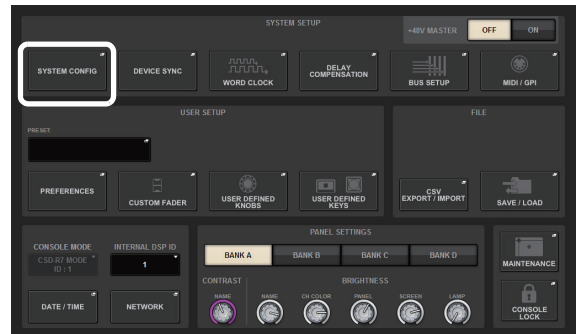 SYSTEM SETUP
+48V MASTER
OFF
ON
SYSTEM CONFIG
DEVICE SYNC
WORD CLOCK
DELAY
COMPENSATION
BUS SETUP
MIDI / GPI
USER SETUP
FILE
PRESET
PREFERENCES
CUSTOM FADER
USER DEFINED
KNOBS
USER DEFINED
KEYS
CSV
EXPORT / IMPORT
SAVE / LOAD
CONSOLE MODE
INTERNAL DSP ID
CSD-R7 MODE
ID : 1
1
PANEL SETTINGS
BANK A
BANK B
BANK C
BANK D
CONTRAST
BRIGHTNESS
NAME
NAME
CH COLOR
PANEL
SCREEN
LAMP
MAINTENANCE
DATE / TIME
NETWORK
CONSOLE
LOCK